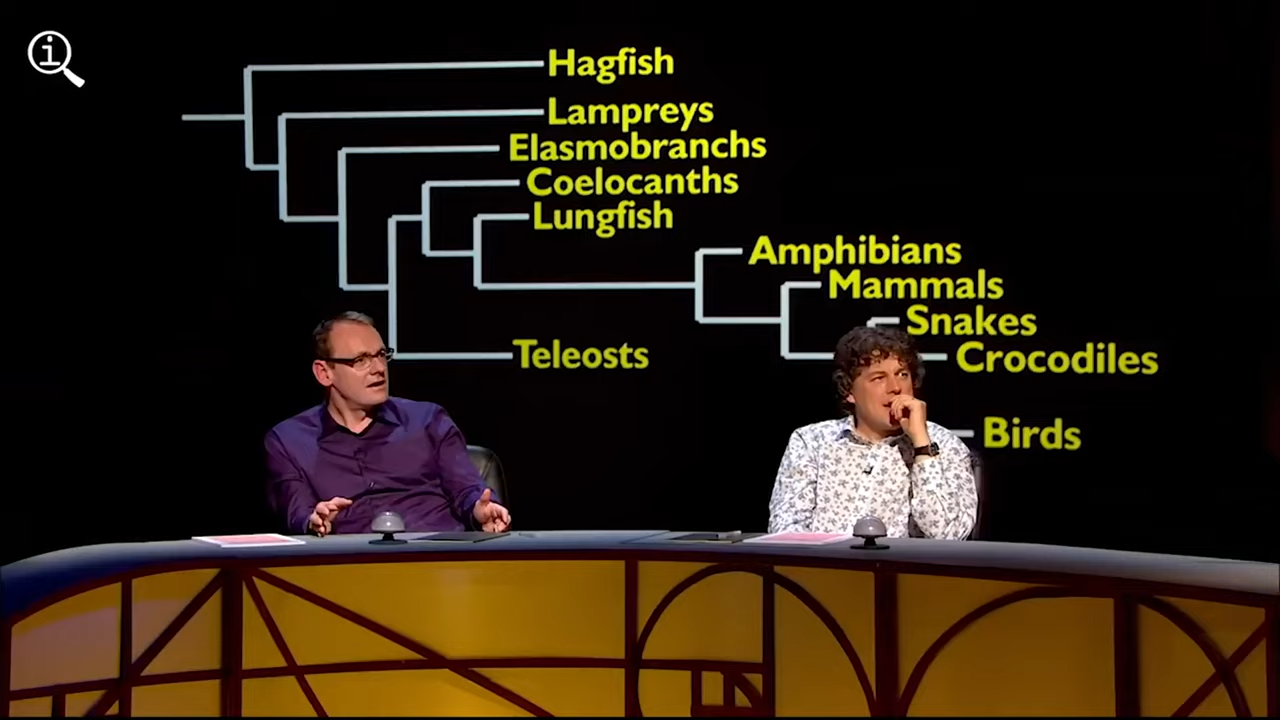 i
Hagfish
Lampreys
Elasmobranchs
Coelocanths
Lungfish
Amphibians
Mammals
Snakes
Crocodiles
Teleosts
Birds